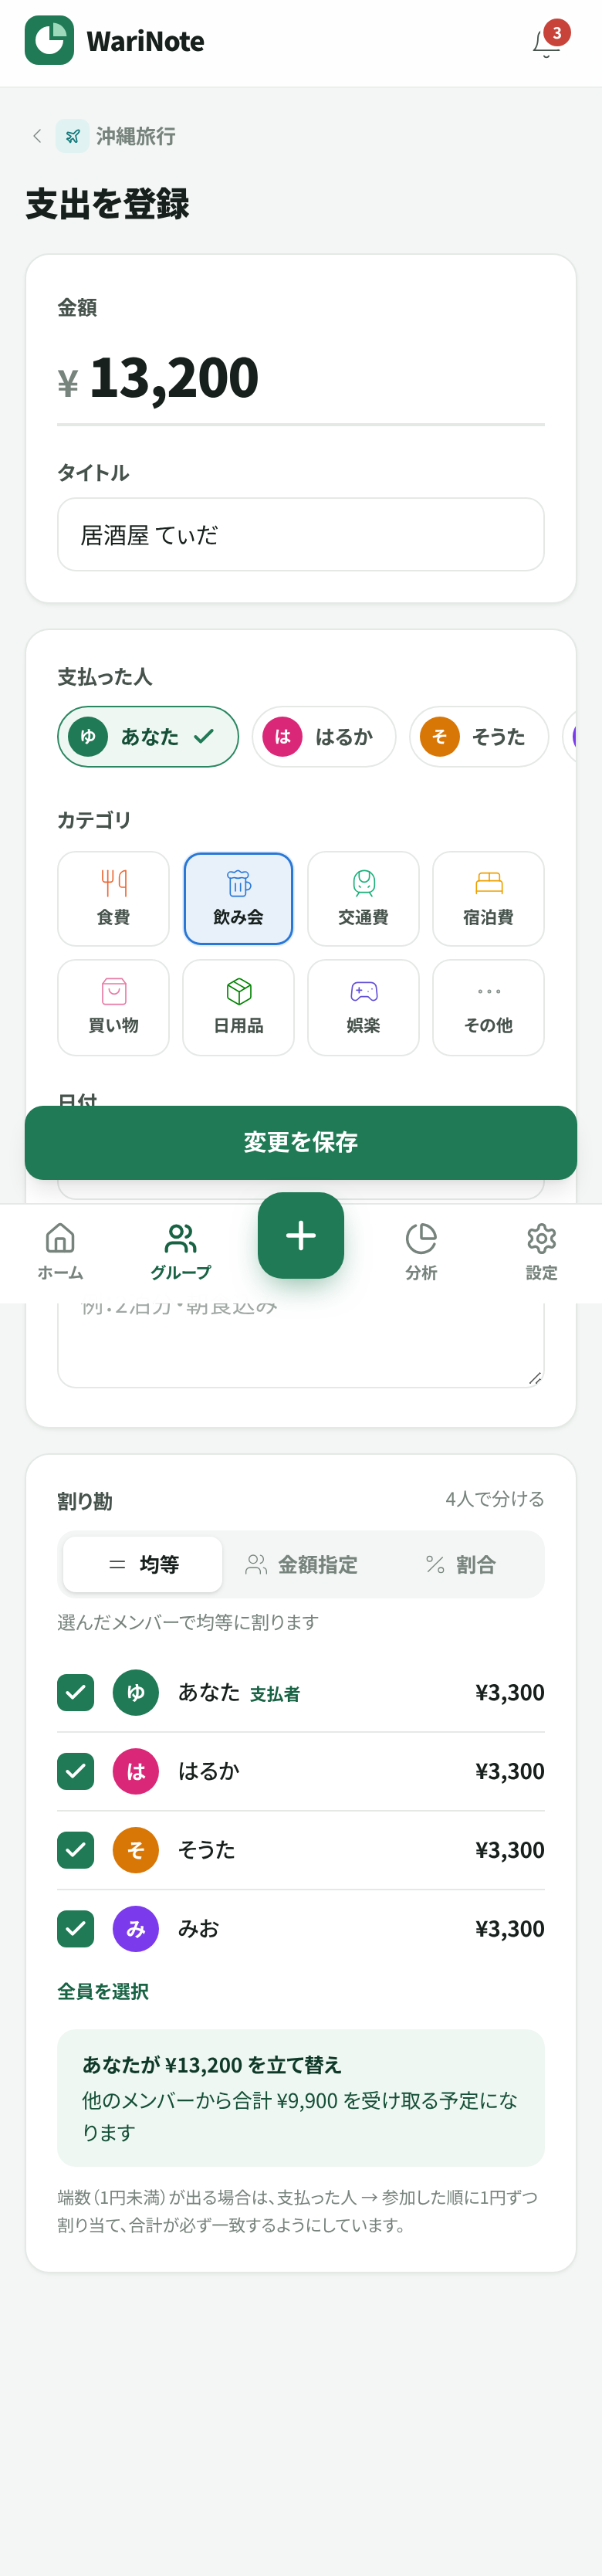 WariNote
3
沖縄旅行
支出を登録
金額
¥ 13,200
タイトル
居酒屋 てぃだ
支払った人
ゆ あなた
は はるか
そ そうた
カテゴリ
食費
飲み会
交通費
宿泊費
買い物
日用品
娯楽
その他
日付
変更を保存
ホーム
グループ
分析
設定
例：2泊分・朝食込み
割り勘
4人で分ける
均等
金額指定
割合
選んだメンバーで均等に割ります
ゆ あなた 支払者 ¥3,300
は はるか ¥3,300
そ そうた ¥3,300
み みお ¥3,300
全員を選択
あなたが ¥13,200 を立て替え
他のメンバーから合計 ¥9,900 を受け取る予定にな
ります
端数（1円未満）が出る場合は、支払った人 → 参加した順に1円ずつ
割り当て、合計が必ず一致するようにしています。